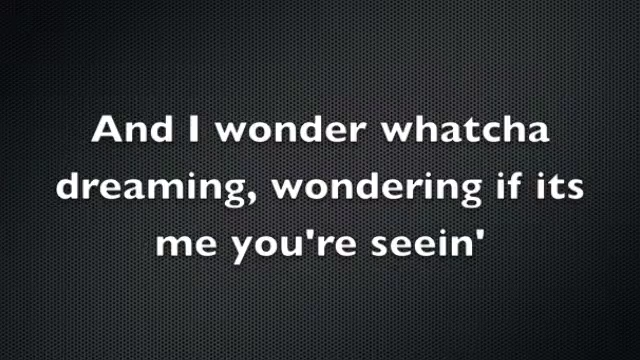 And I wonder whatcha
dreaming, wondering if its
me you're seein'